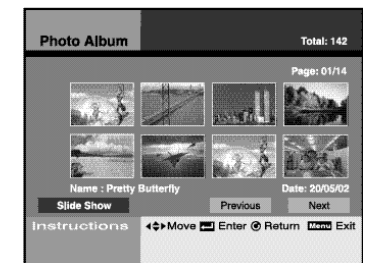 Photo Album
Total: 142
Page: 01/14
Name : Pretty Butterfly
Date: 20/05/02
Slide Show
Previous
Next
Instructions
Move Enter Return Menu Exit